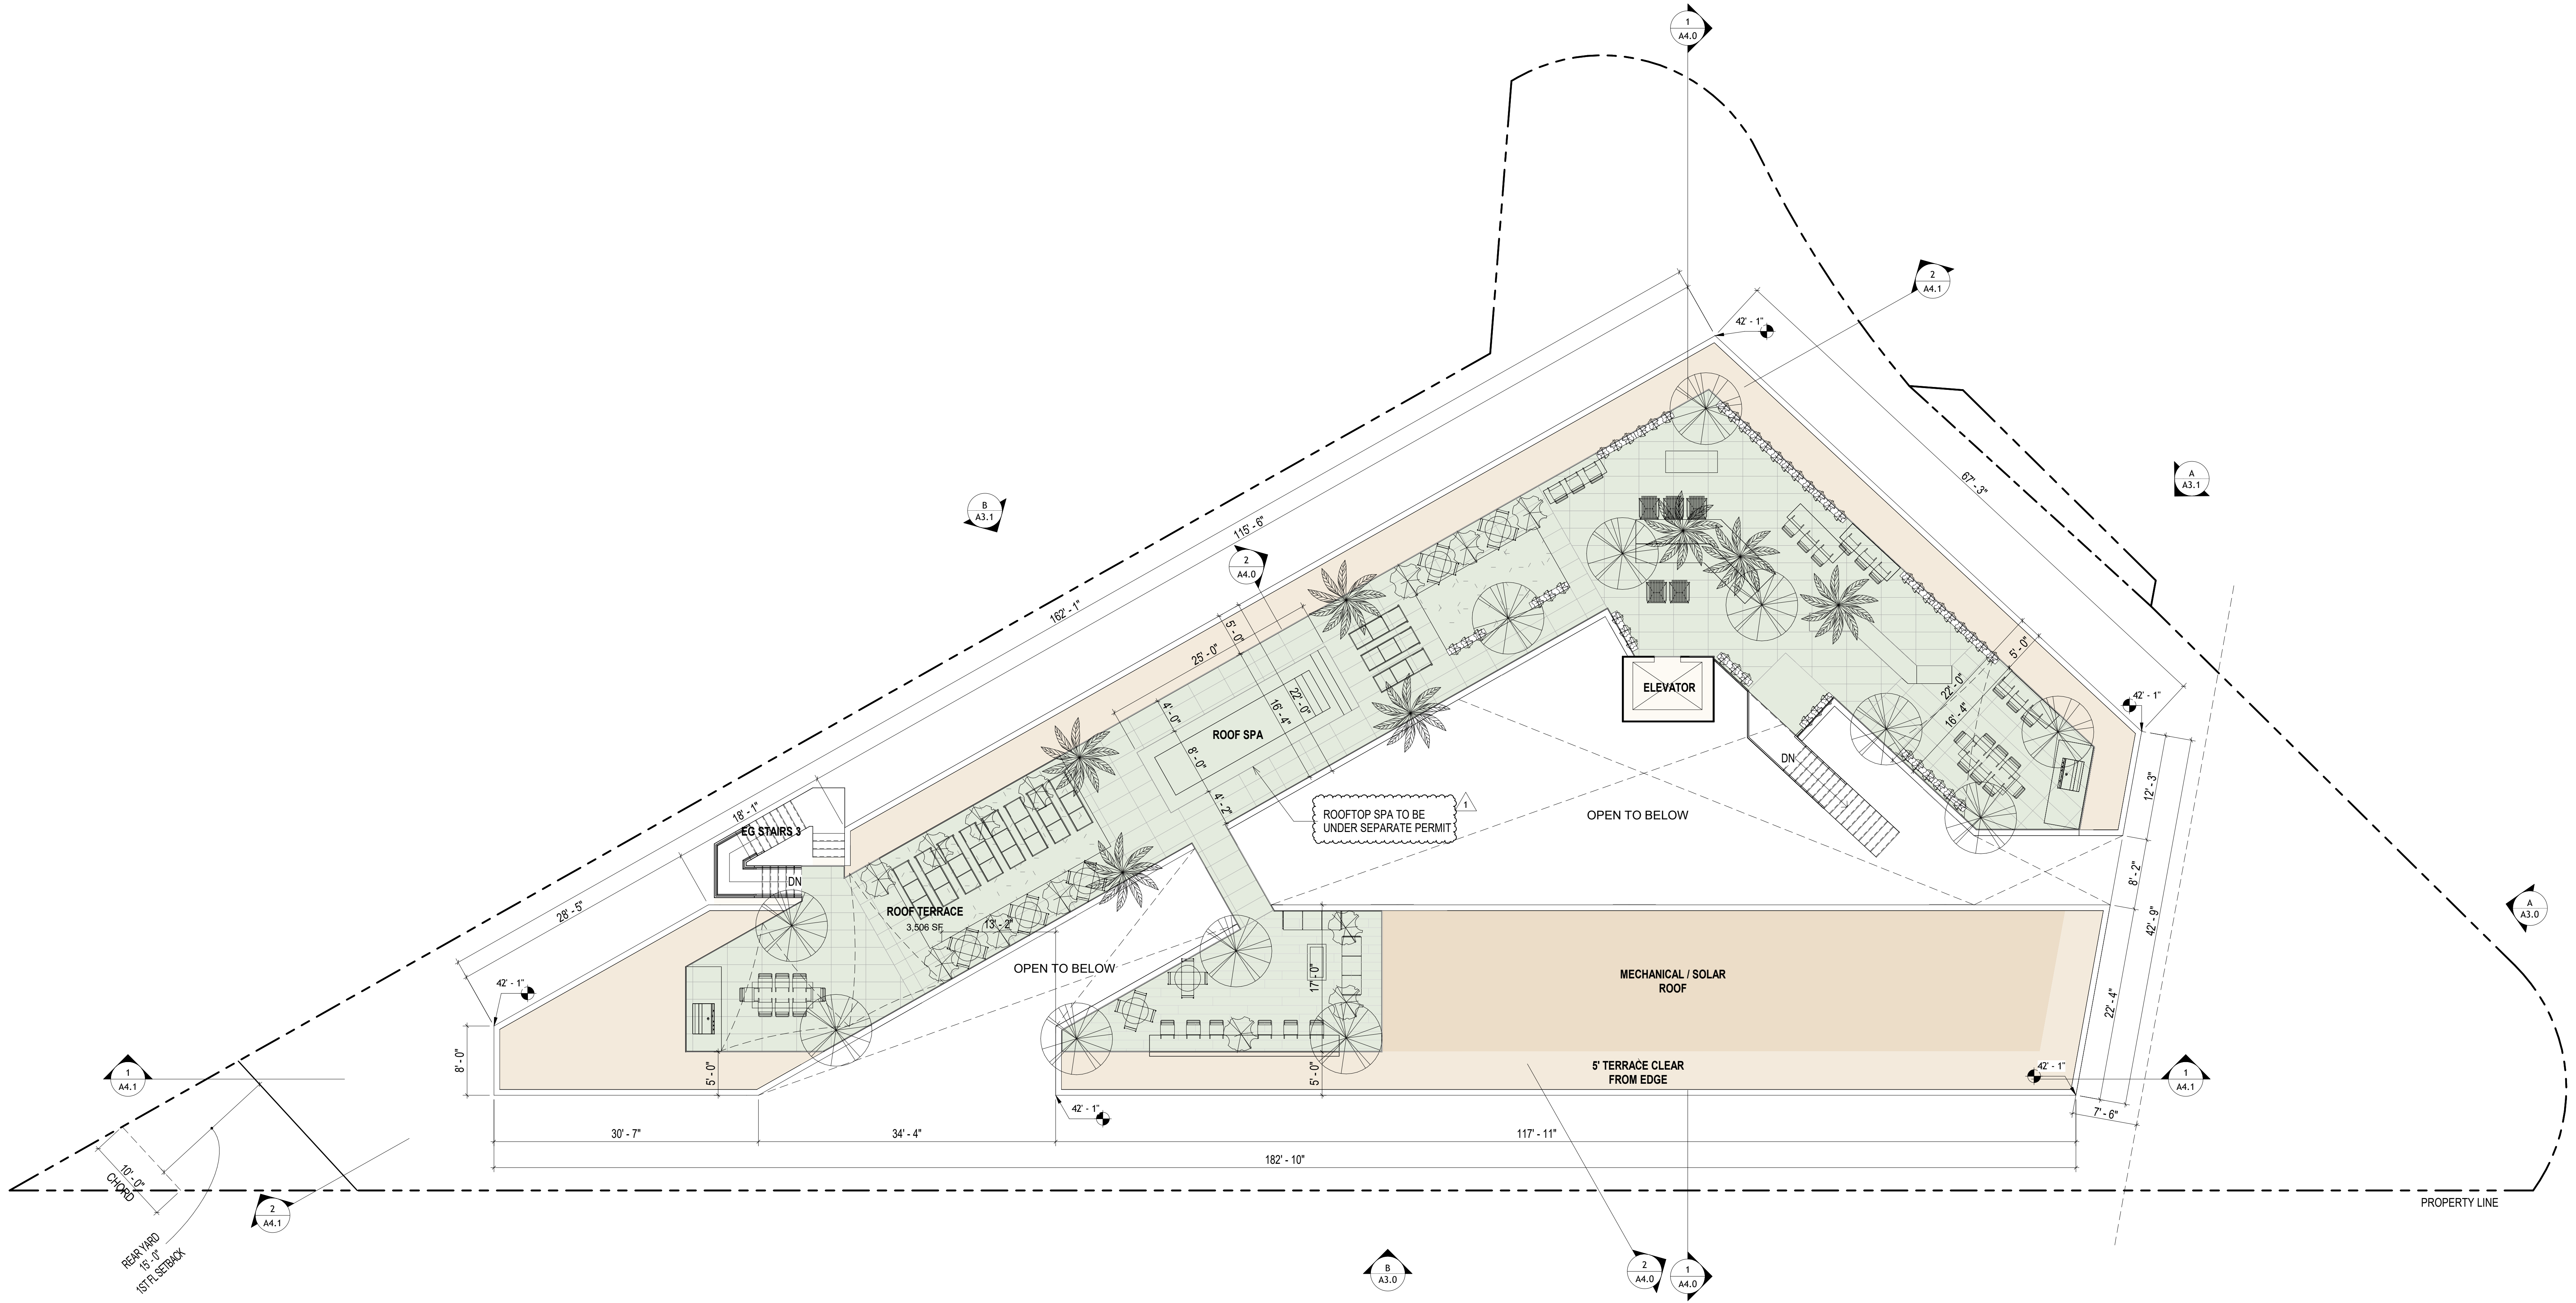 1
A4.0
2
A4.1
42' - 1"
A
A3.1
67' - 3"
B
A3.1
115' - 6"
162' - 1"
2
A4.0
5' - 0"
25' - 0"
22' - 0"
16' - 4"
4' - 0"
8' - 0"
4' - 2"
ROOF SPA
ELEVATOR
5' - 0"
22' - 0"
16' - 4"
42' - 1"
DN
12' - 3"
ROOFTOP SPA TO BE
UNDER SEPARATE PERMIT
1
OPEN TO BELOW
18' - 1"
EG STAIRS 3
DN
28' - 5"
ROOF TERRACE
3,506 SF
13' - 2"
8' - 2"
42' - 9"
A
A3.0
OPEN TO BELOW
17' - 0"
MECHANICAL / SOLAR
ROOF
42' - 1"
22' - 4"
8' - 0"
5' - 0"
5' - 0"
5' TERRACE CLEAR
FROM EDGE
42' - 1"
1
A4.1
1
A4.1
42' - 1"
7' - 6"
30' - 7"
34' - 4"
117' - 11"
182' - 10"
10' - 0"
CHORD
PROPERTY LINE
2
A4.1
REAR YARD
15' - 0"
1ST FL SETBACK
B
A3.0
2
A4.0
1
A4.0